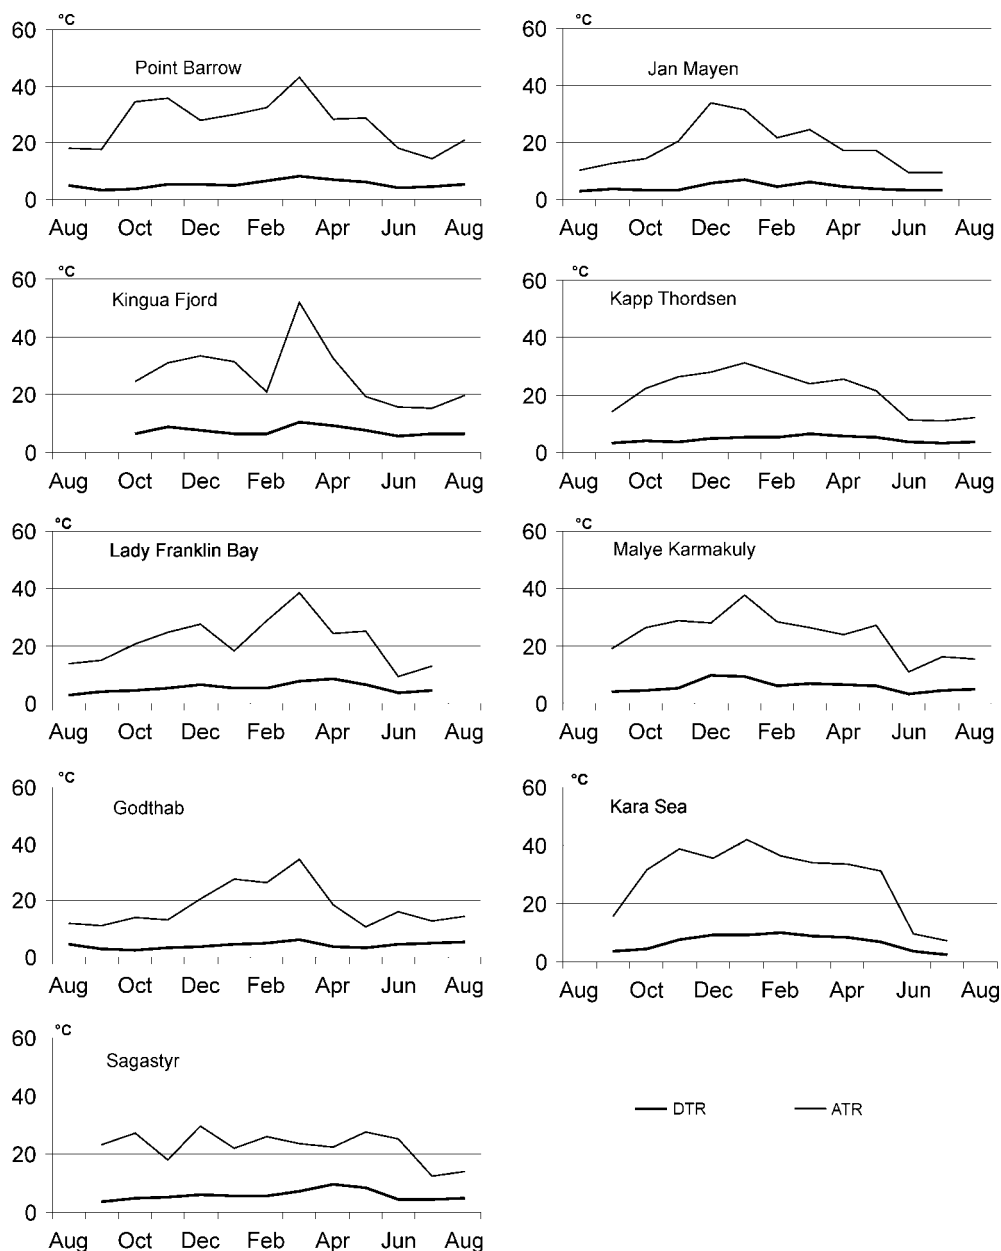 °C
60
Point Barrow
40
20
0
Aug Oct Dec Feb Apr Jun Aug
°C
60
Jan Mayen
40
20
0
Aug Oct Dec Feb Apr Jun Aug
°C
60
Kingua Fjord
40
20
0
Aug Oct Dec Feb Apr Jun Aug
°C
60
Kapp Thordsen
40
20
0
Aug Oct Dec Feb Apr Jun Aug
°C
60
Lady Franklin Bay
40
20
0
Aug Oct Dec Feb Apr Jun Aug
°C
60
Malye Karmakuly
40
20
0
Aug Oct Dec Feb Apr Jun Aug
°C
60
Godthab
40
20
0
Aug Oct Dec Feb Apr Jun Aug
°C
60
Kara Sea
40
20
0
Aug Oct Dec Feb Apr Jun Aug
°C
60
Sagastyr
40
20
0
Aug Oct Dec Feb Apr Jun Aug
DTR ATR